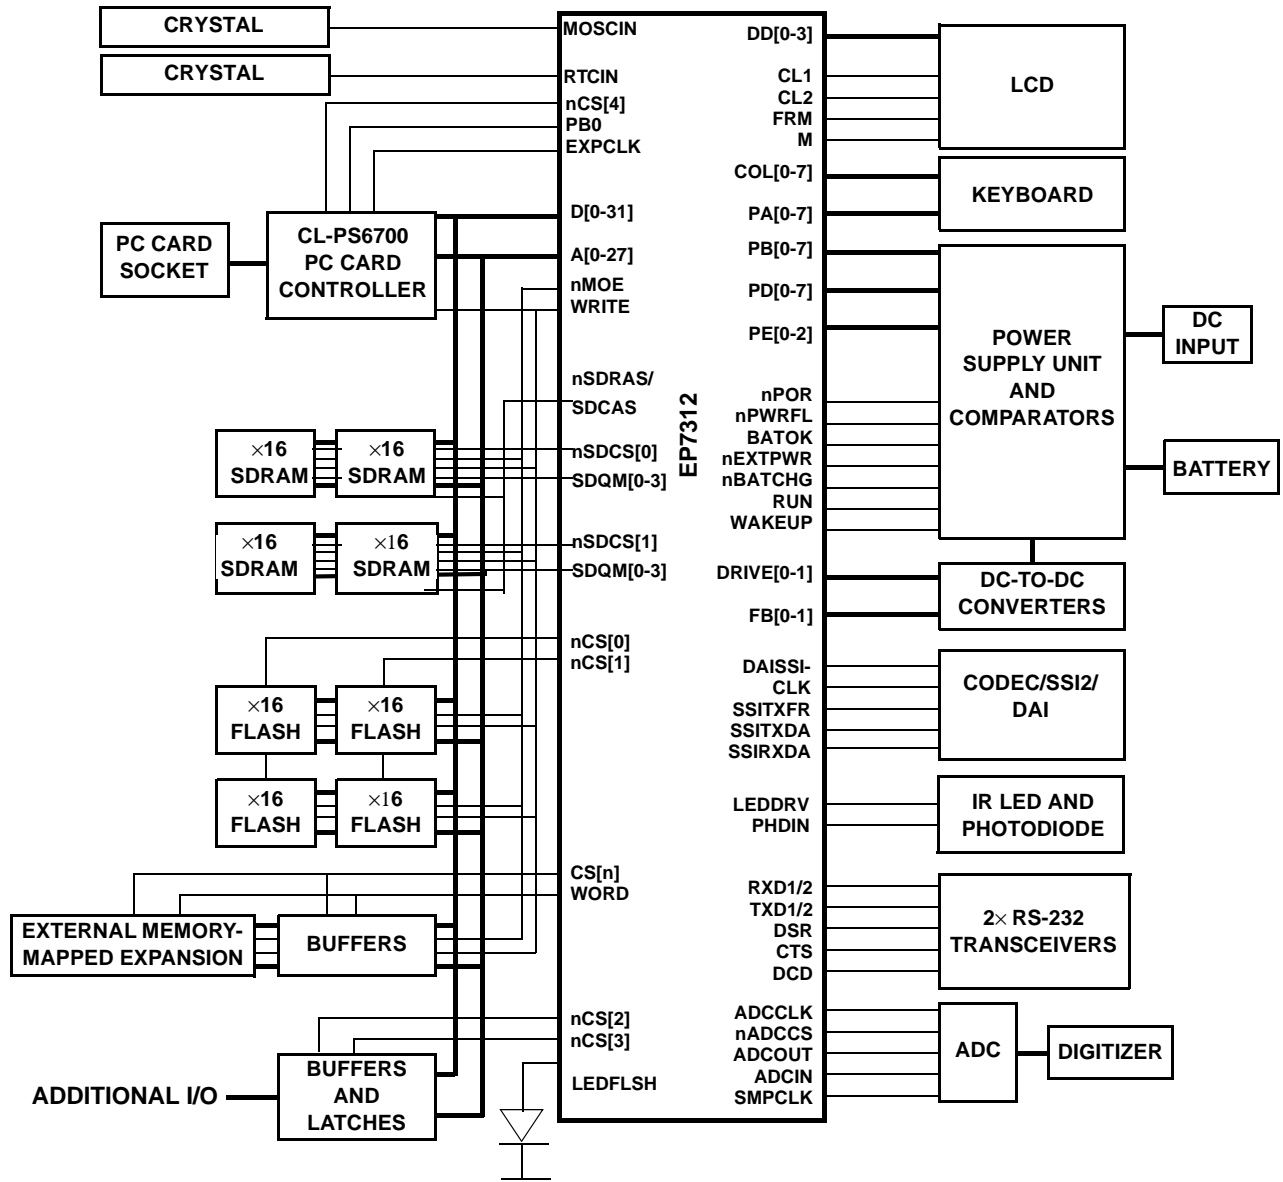 CRYSTAL
CRYSTAL
PC CARD
SOCKET
CL-PS6700
PC CARD
CONTROLLER
×16
SDRAM
×16
SDRAM
×16
SDRAM
×16
SDRAM
×16
FLASH
×16
FLASH
×16
FLASH
×16
FLASH
EXTERNAL MEMORY-
MAPPED EXPANSION
BUFFERS
ADDITIONAL I/O
BUFFERS
AND
LATCHES
MOSCIN
RTCIN
nCS[4]
PB0
EXPCLK
D[0-31]
A[0-27]
nMOE
WRITE
nSDRAS/
SDCAS
nSDCS[0]
SDQM[0-3]
nSDCS[1]
SDQM[0-3]
nCS[0]
nCS[1]
CS[n]
WORD
nCS[2]
nCS[3]
LEDFLSH
EP7312
DD[0-3]
CL1
CL2
FRM
M
COL[0-7]
PA[0-7]
PB[0-7]
PD[0-7]
PE[0-2]
nPOR
nPWRFL
BATOK
nEXTPWR
nBATCHG
RUN
WAKEUP
DRIVE[0-1]
FB[0-1]
DAISSI-
CLK
SSITXFR
SSITXDA
SSIRXDA
LEDDRV
PHDIN
RXD1/2
TXD1/2
DSR
CTS
DCD
ADCCLK
nADCCS
ADCOUT
ADCIN
SMPCLK
LCD
KEYBOARD
POWER
SUPPLY UNIT
AND
COMPARATORS
DC
INPUT
BATTERY
DC-TO-DC
CONVERTERS
CODEC/SSI2/
DAI
IR LED AND
PHOTODIODE
2× RS-232
TRANSCEIVERS
ADC
DIGITIZER